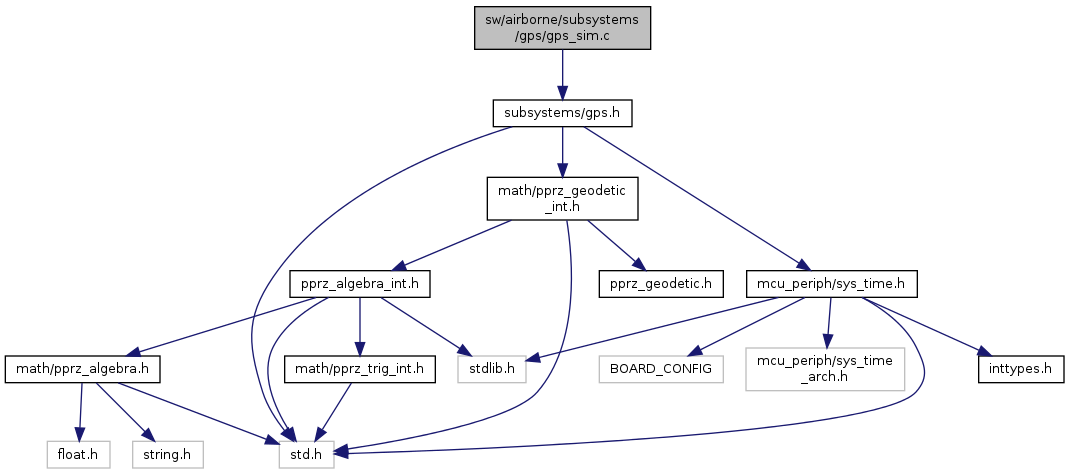 sw/airborne/subsystems
/gps/gps_sim.c
subsystems/gps.h
math/pprz_geodetic
_int.h
pprz_algebra_int.h
pprz_geodetic.h
mcu_periph/sys_time.h
math/pprz_algebra.h
math/pprz_trig_int.h
stdlib.h
BOARD_CONFIG
mcu_periph/sys_time
_arch.h
inttypes.h
float.h
string.h
std.h